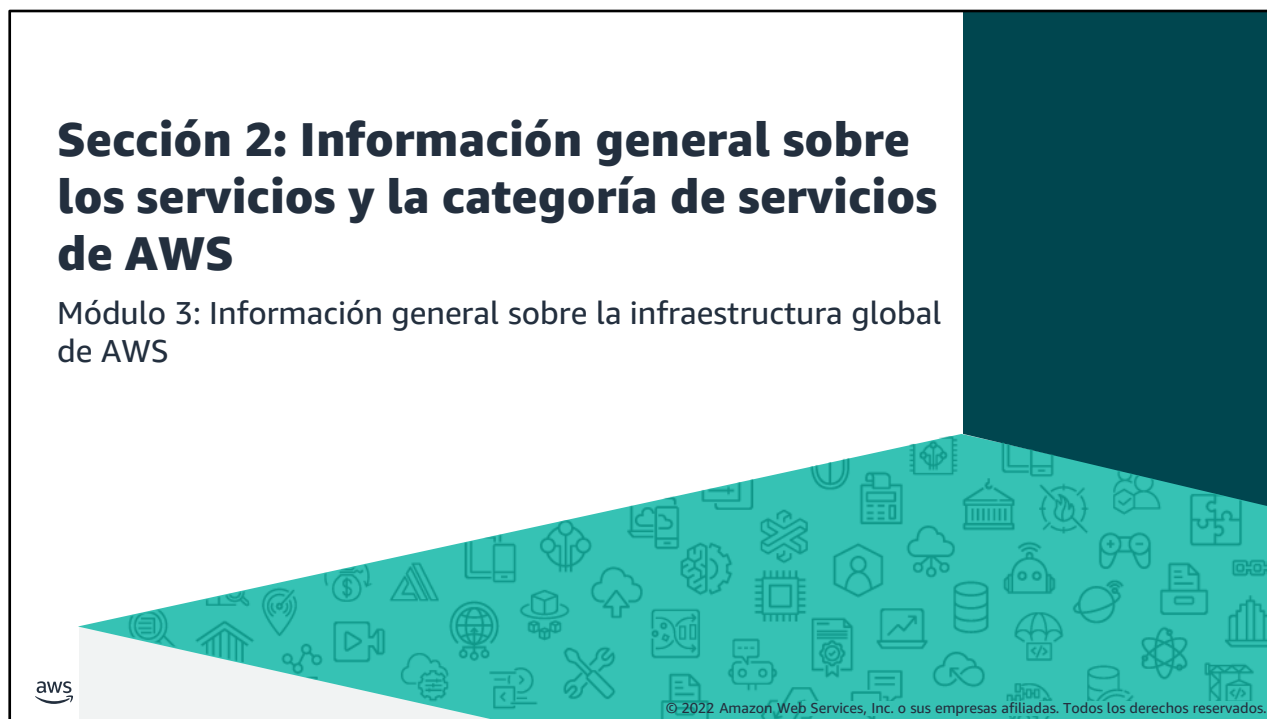 Sección 2: Información general sobre
los servicios y la categoría de servicios
de AWS
Módulo 3: Información general sobre la infraestructura global
de AWS
aws
© 2022 Amazon Web Services, Inc. o sus empresas afiliadas. Todos los derechos reservados.